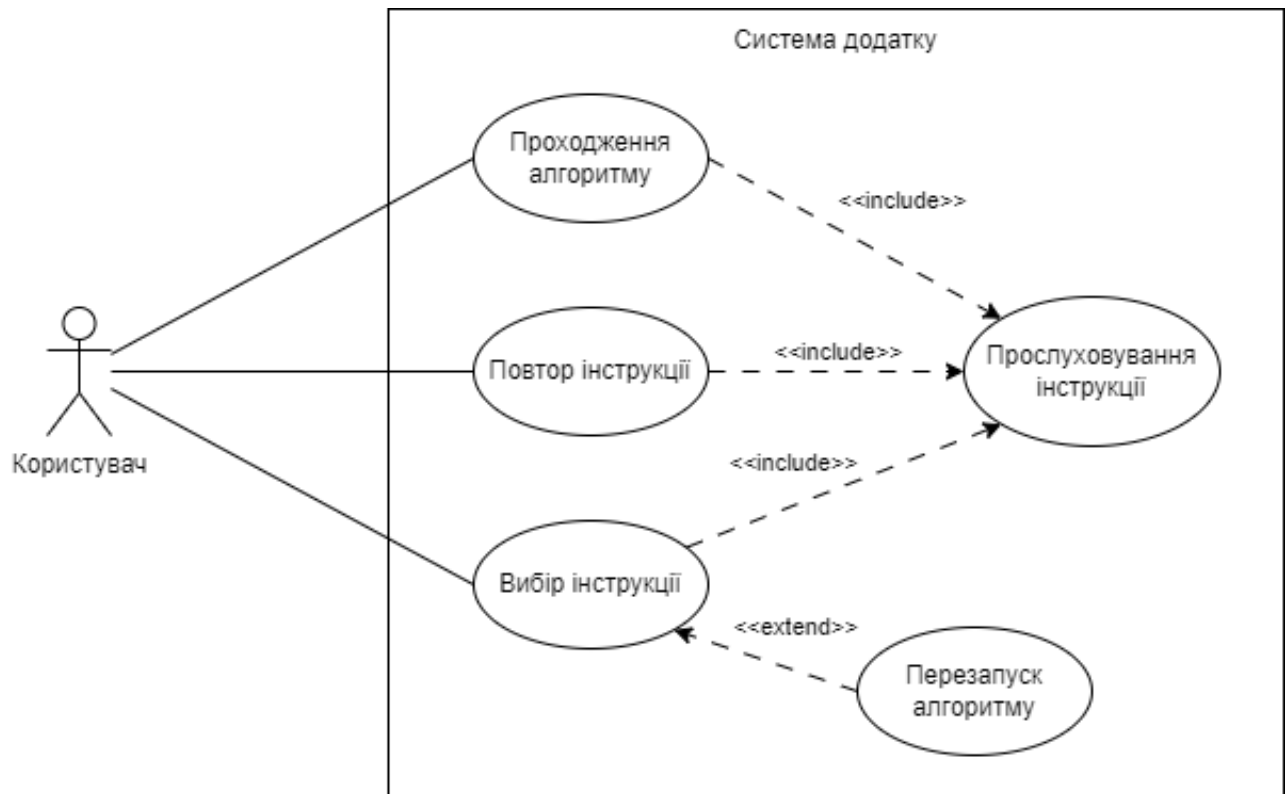 Система додатку
Проходження
алгоритму
<<include>>
Повтор інструкції
<<include>>
Прослуховування
інструкції
Користувач
<<include>>
Вибір інструкції
<<extend>>
Перезапуск
алгоритму